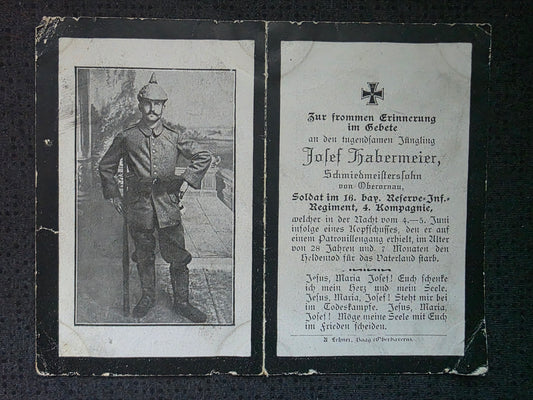 Zur frommen Erinnerung
im Gebete
an den tugendsamen Jüngling
Josef Habermeier,
Schmiedmeisterssohn
von Oberornau,
Soldat im 16. bay. Reserve-Inf.-
Regiment, 4. Kompagnie,
welcher in der Nacht vom 4.—5. Juni
infolge eines Kopfschusses, den er auf
einem Patrouillengang erhielt, im Alter
von 28 Jahren und 7 Monaten den
Heldentod für das Vaterland starb.
Jesus, Maria Josef! Euch schenke
ich mein Herz und mein Seele.
Jesus, Maria, Josef! Steht mir bei
im Todeskampfe. Jesus, Maria,
Josef! Möge meine Seele mit Euch
im Frieden scheiden.
Haag